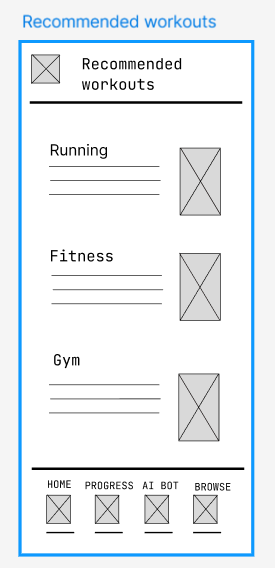 Recommended workouts
Recommended
workouts
Running
Fitness
Gym
HOME PROGRESS AI BOT BROWSE